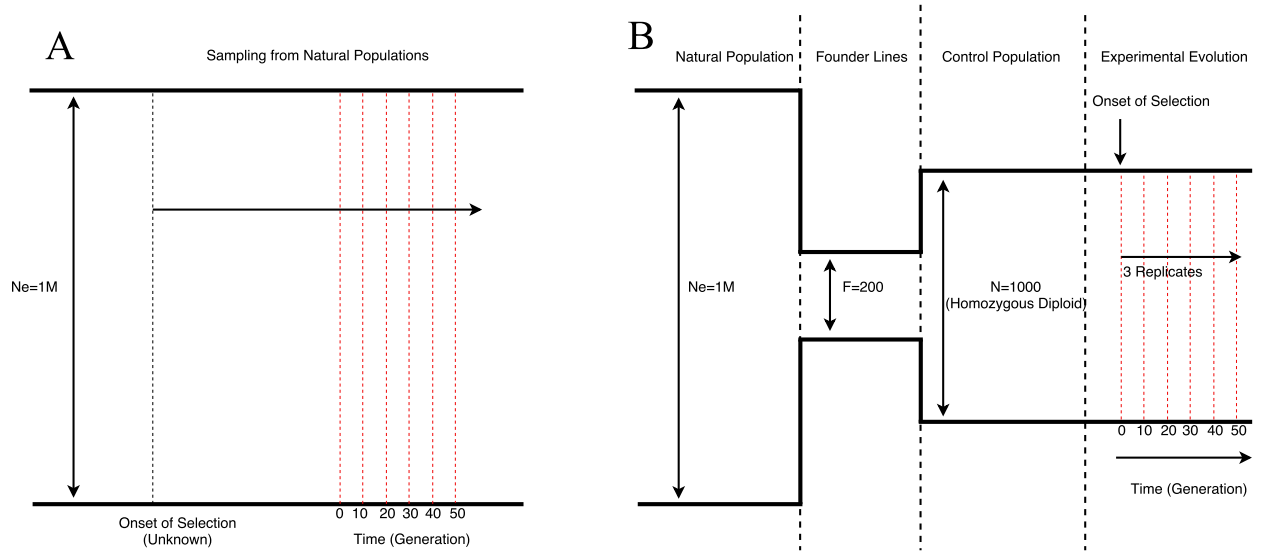 A
Sampling from Natural Populations
Ne=1M
Onset of Selection
(Unknown)
0 10 20 30 40 50
Time (Generation)
B
Natural Population
Founder Lines
Control Population
Experimental Evolution
Onset of Selection
Ne=1M
F=200
N=1000
(Homozygous Diploid)
3 Replicates
0 10 20 30 40 50
Time (Generation)